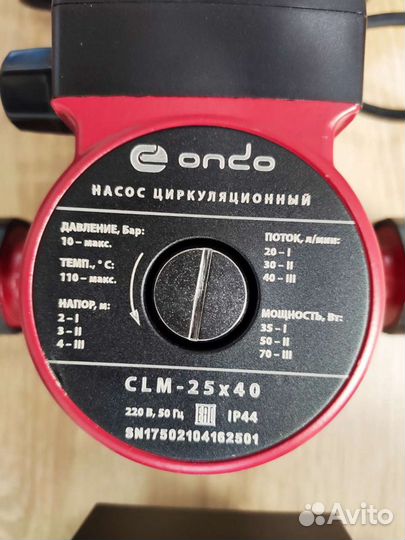 ondo
НАСОС ЦИРКУЛЯЦИОННЫЙ
ДАВЛЕНИЕ, Бар:
10 – макс.
ТЕМП., °C:
110 – макс.
НАПОР, м:
2 – I
3 – II
4 – III
ПОТОК, л/мин:
20 – I
30 – II
40 – III
МОЩНОСТЬ, Вт:
35 – I
50 – II
70 – III
CLM-25x40
220 В, 50 Гц EAC IP44
SN17502104162501
Avito